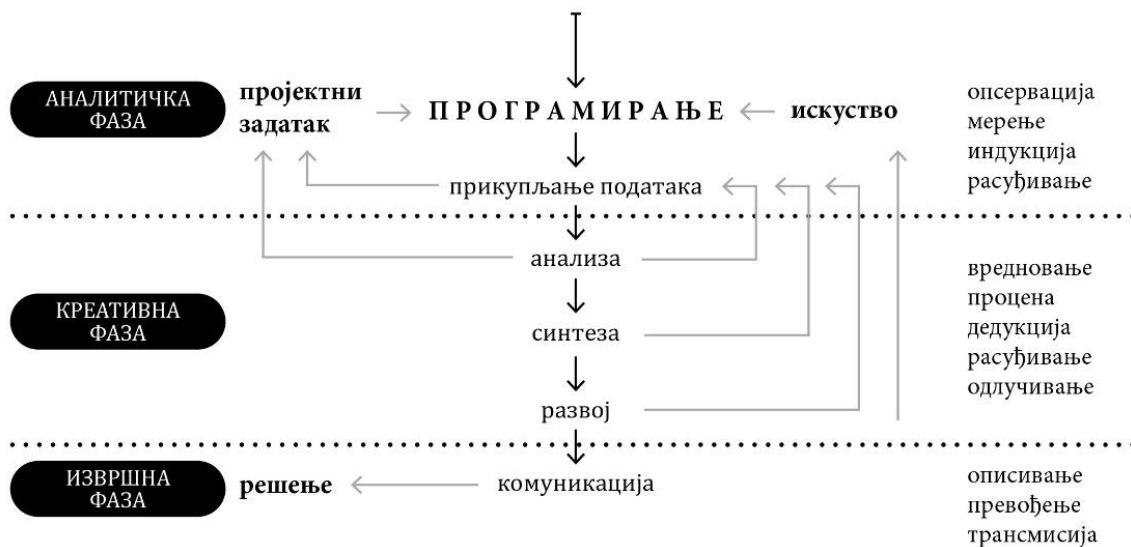 АНАЛИТИЧКА
ФАЗА
пројектни
задатак
ПРОГРАМИРАЊЕ
искуство
опсервација
мерење
индукција
расуђивање
прикупљање података
КРЕАТИВНА
ФАЗА
анализа
синтеза
развој
вредновање
процена
дедукција
расуђивање
одлучивање
ИЗВРШНА
ФАЗА
решење
комуникација
описивање
превођење
трансмисија